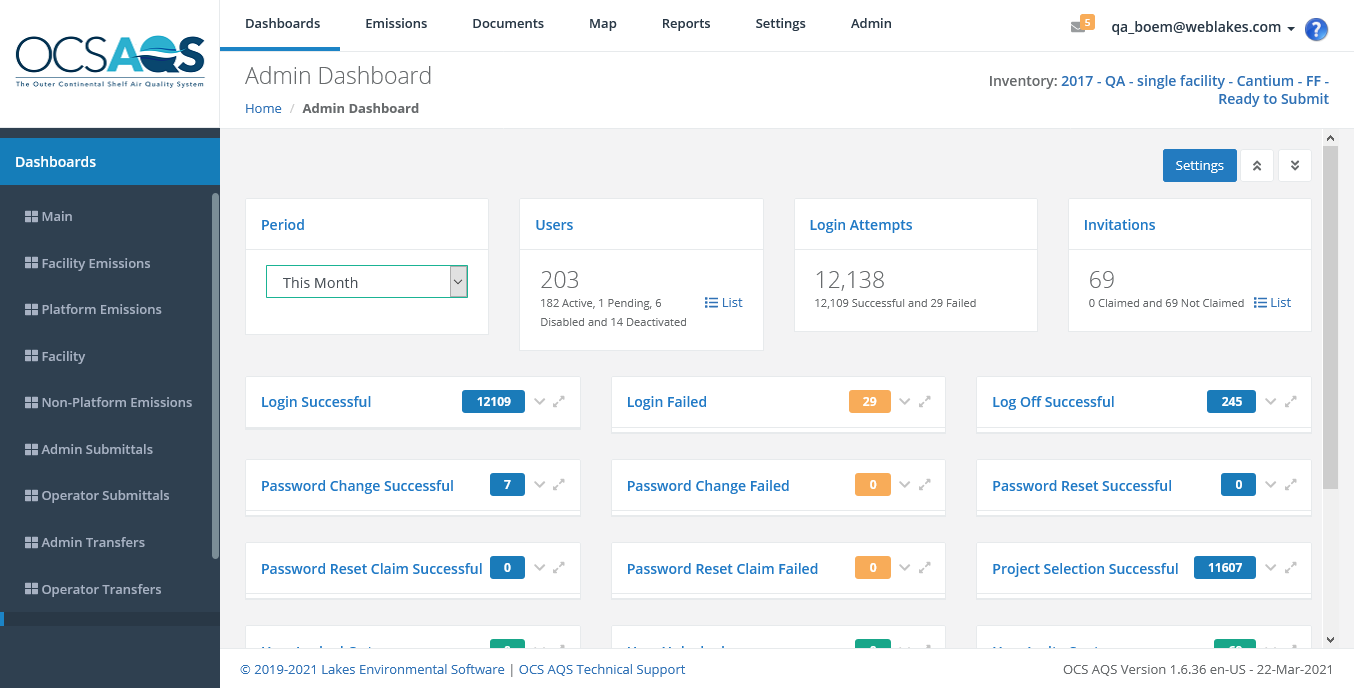 OCSAQS
The Outer Continental Shelf Air Quality System
Dashboards
Emissions
Documents
Map
Reports
Settings
Admin
5
qa_boem@weblakes.com
?
Admin Dashboard
Home / Admin Dashboard
Inventory: 2017 - QA - single facility - Cantium - FF -
Ready to Submit
Dashboards
Main
Facility Emissions
Platform Emissions
Facility
Non-Platform Emissions
Admin Submittals
Operator Submittals
Admin Transfers
Operator Transfers
Settings
Period
This Month
Users
203
182 Active, 1 Pending, 6
Disabled and 14 Deactivated
List
Login Attempts
12,138
12,109 Successful and 29 Failed
Invitations
69
0 Claimed and 69 Not Claimed
List
Login Successful 12109
Login Failed 29
Log Off Successful 245
Password Change Successful 7
Password Change Failed 0
Password Reset Successful 0
Password Reset Claim Successful 0
Password Reset Claim Failed 0
Project Selection Successful 11607
© 2019-2021 Lakes Environmental Software | OCS AQS Technical Support
OCS AQS Version 1.6.36 en-US - 22-Mar-2021